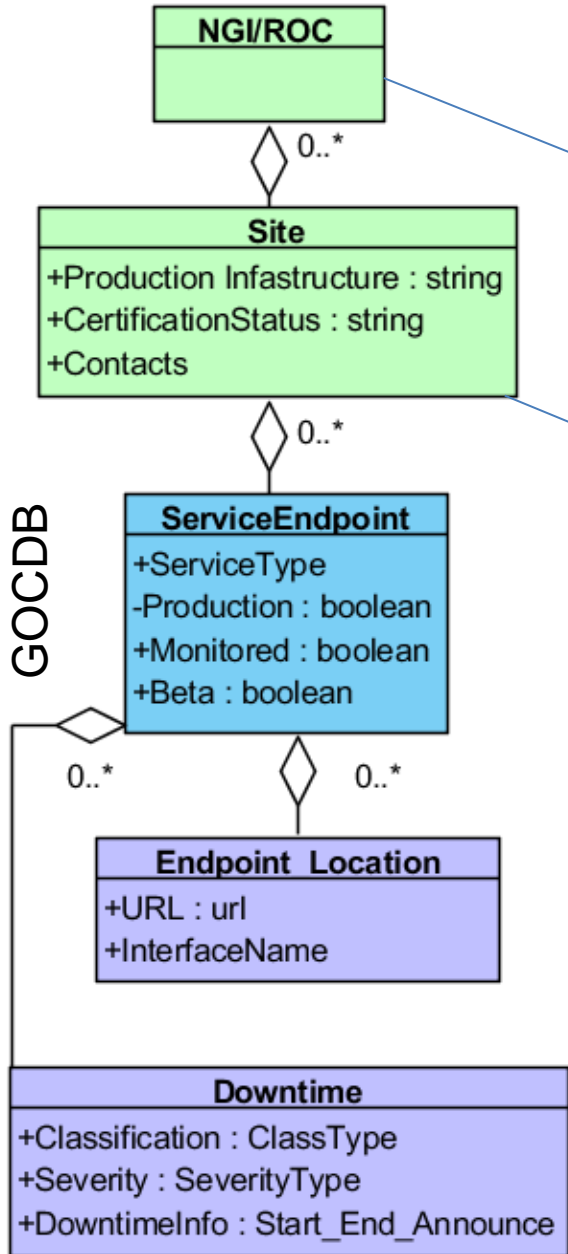 NGI/ROC
0..*
Site
+Production Infastructure : string
+CertificationStatus : string
+Contacts
0..*
GOCDB
ServiceEndpoint
+ServiceType
-Production : boolean
+Monitored : boolean
+Beta : boolean
0..*
0..*
Endpoint_Location
+URL : url
+InterfaceName
Downtime
+Classification : ClassType
+Severity : SeverityType
+DowntimeInfo : Start_End_Announce